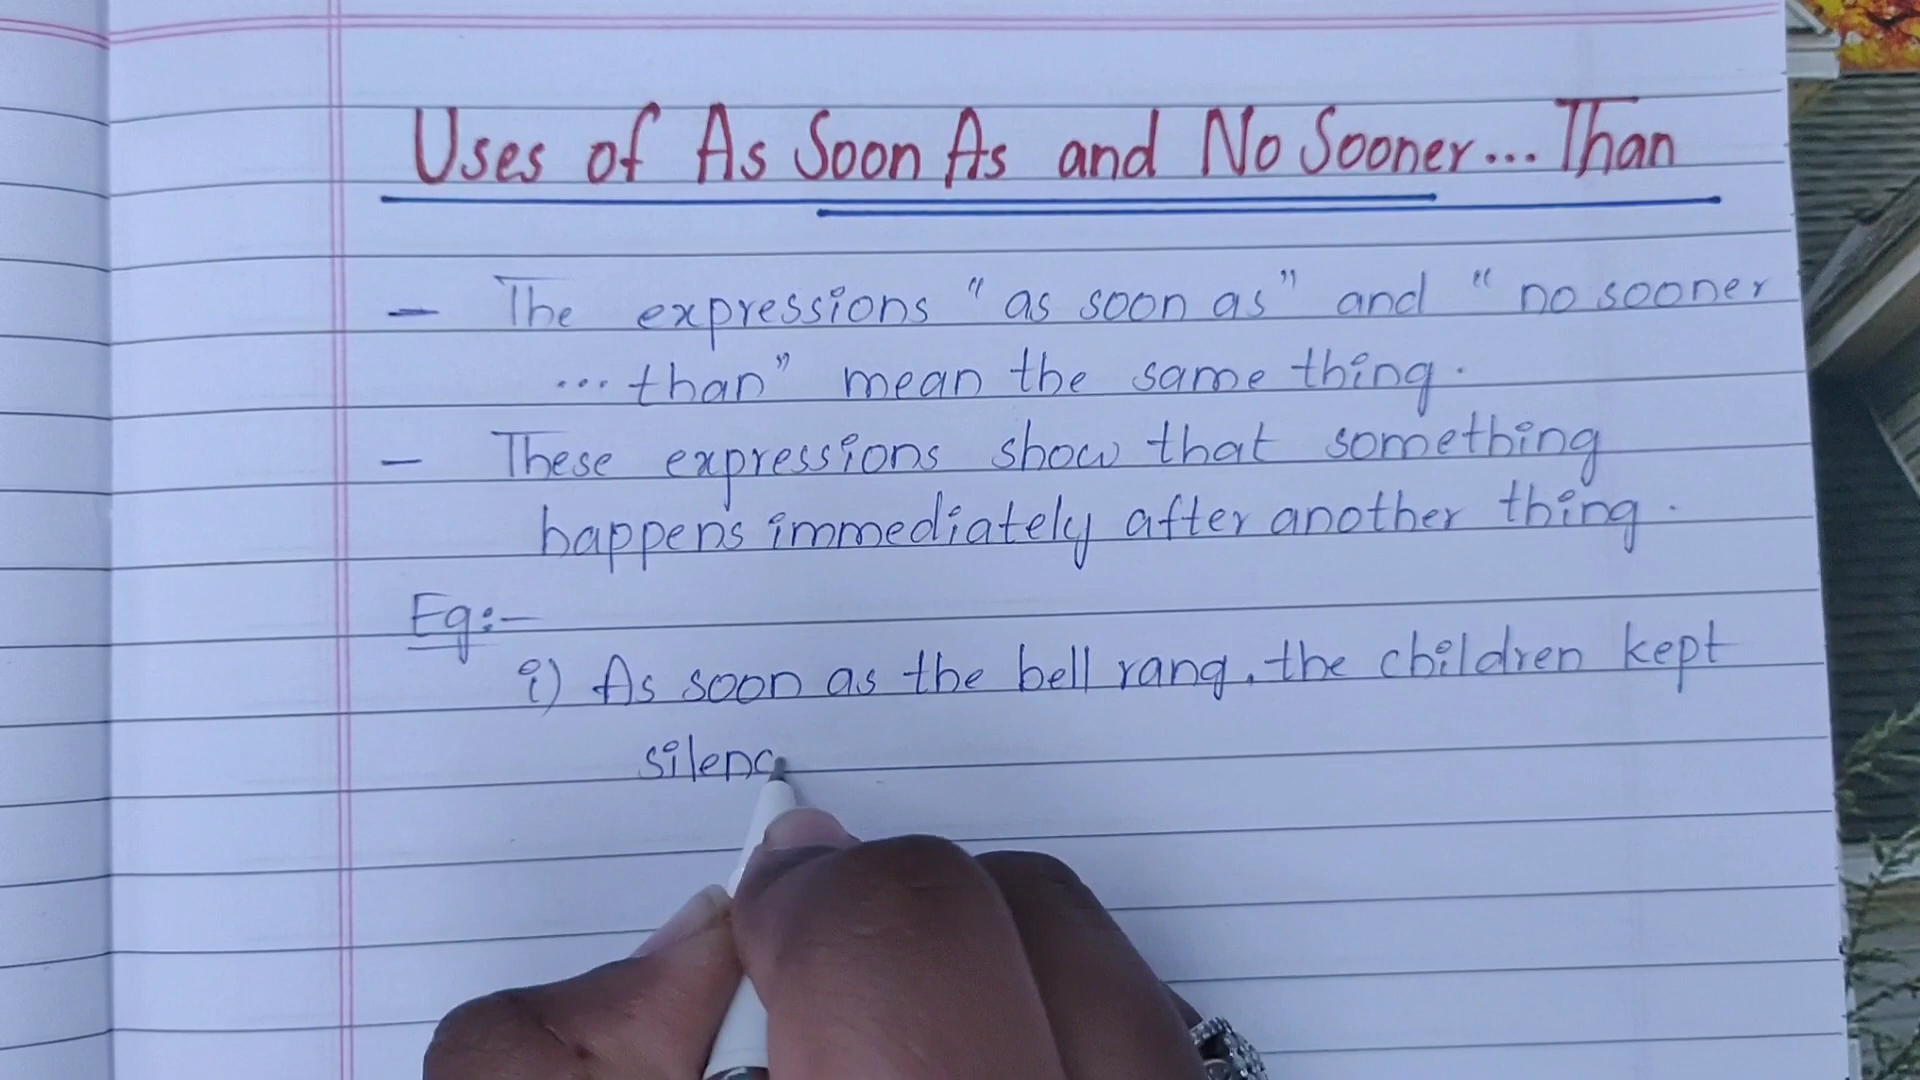 Uses of As Soon As and No Sooner... Than
- The expressions "as soon as" and "no sooner
...than" mean the same thing.
- These expressions show that something
happens immediately after another thing.
Eg:-
i) As soon as the bell rang, the children kept
silenc